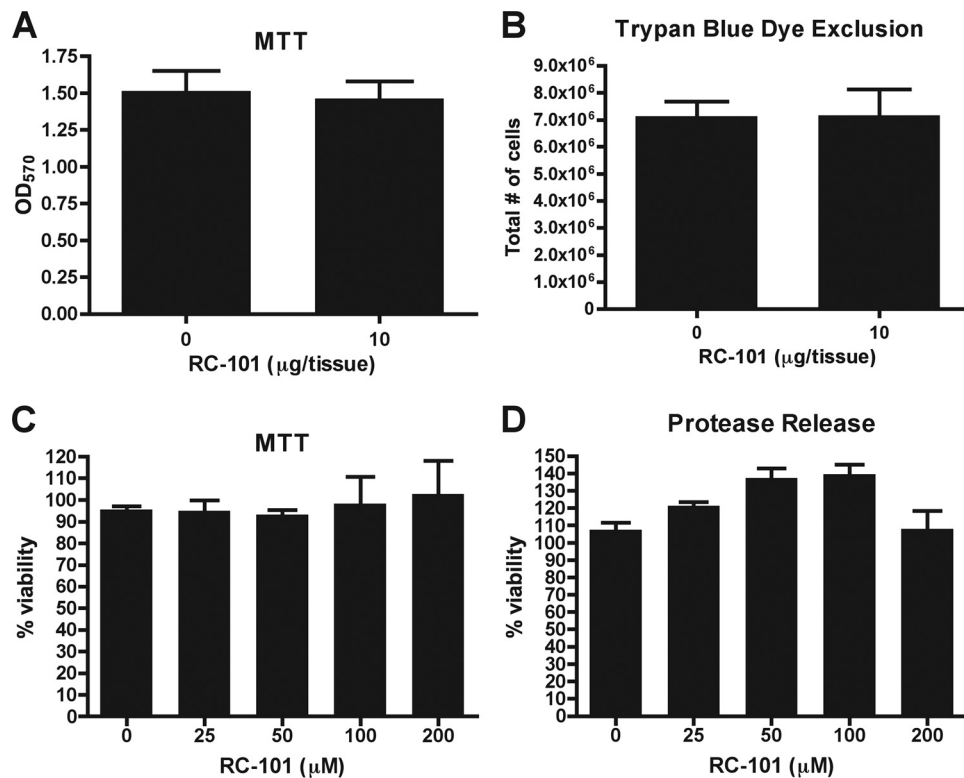 A
MTT
1.75
1.50
1.25
1.00
0.75
0.50
0.25
0.00
OD570
0
10
RC-101 (μg/tissue)
B
Trypan Blue Dye Exclusion
9.0x10⁶
8.0x10⁶
7.0x10⁶
6.0x10⁶
5.0x10⁶
4.0x10⁶
3.0x10⁶
2.0x10⁶
1.0x10⁶
0
Total # of cells
0
10
RC-101 (μg/tissue)
C
MTT
120
110
100
90
80
70
60
50
40
30
20
10
0
% viability
0
25
50
100
200
RC-101 (μM)
D
Protease Release
150
140
130
120
110
100
90
80
70
60
50
40
30
20
10
0
% viability
0
25
50
100
200
RC-101 (μM)